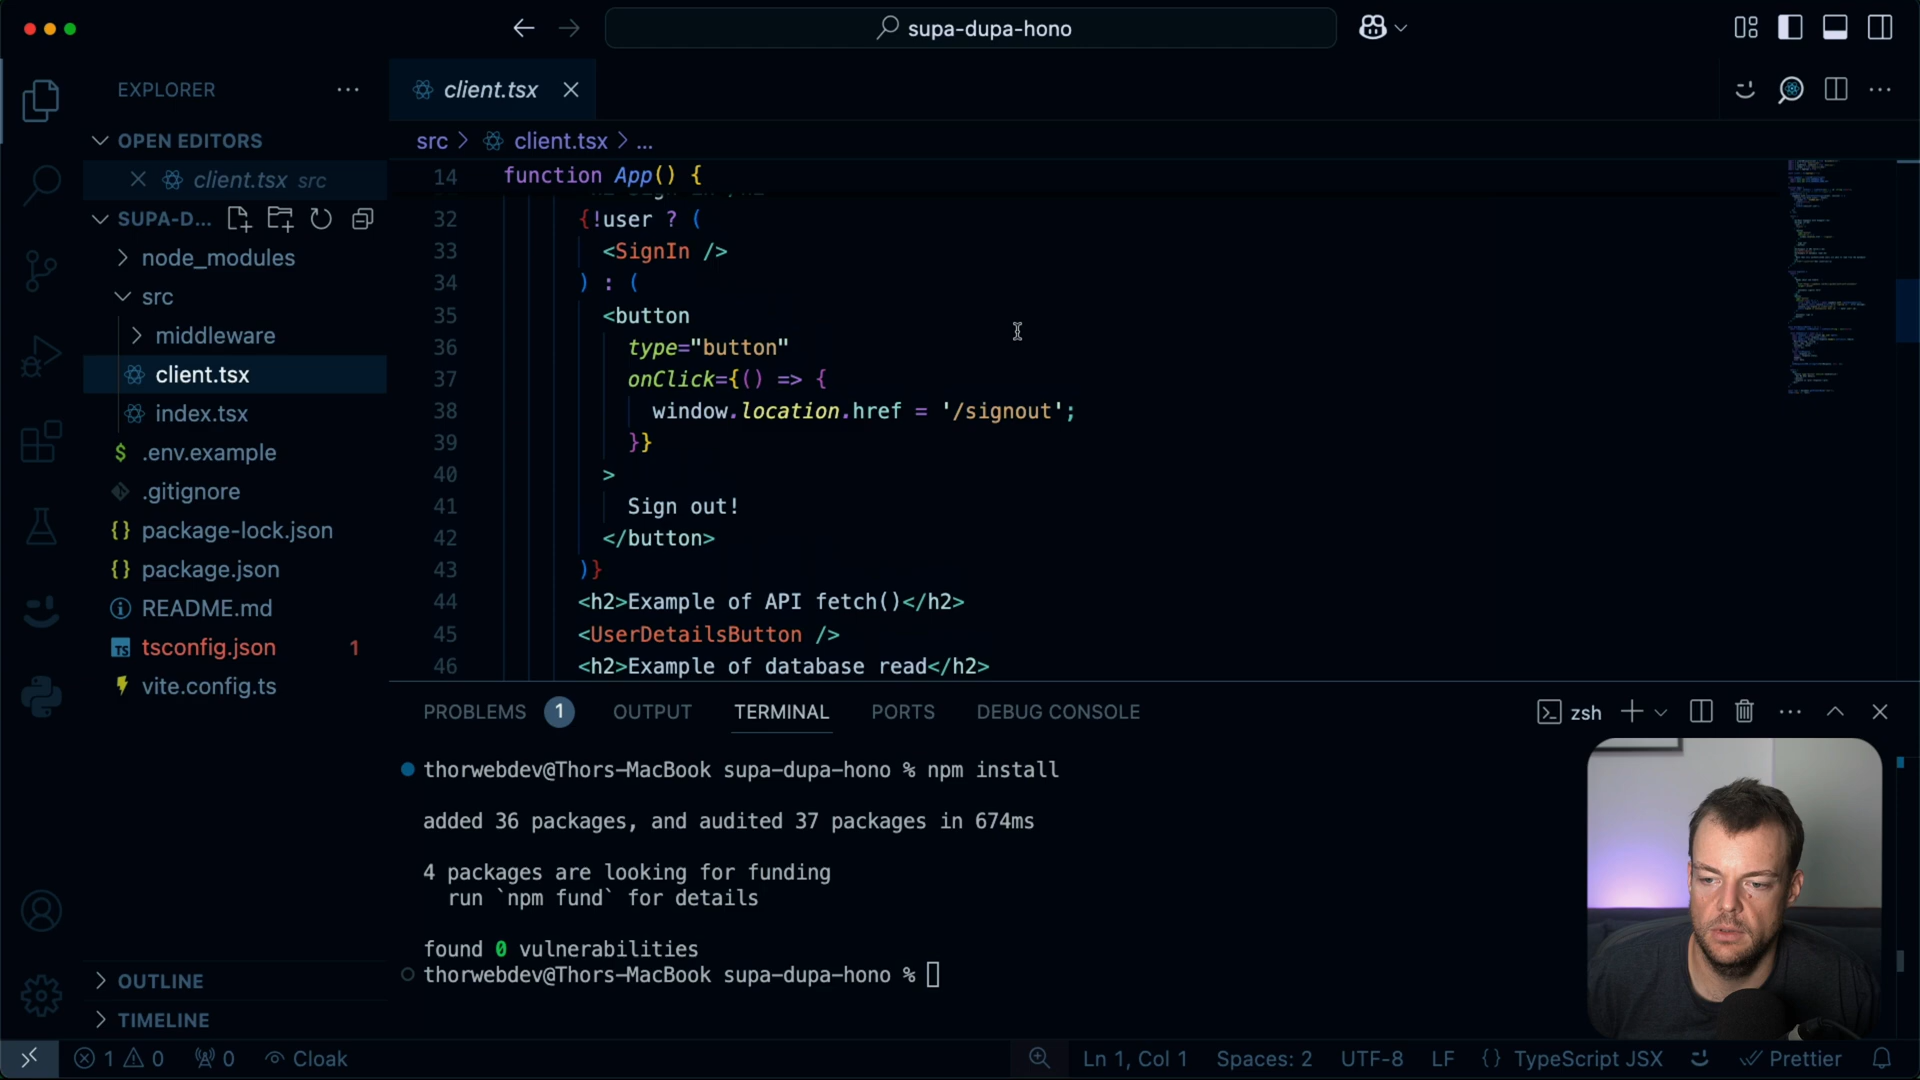 supa-dupa-hono
EXPLORER
client.tsx
OPEN EDITORS
client.tsx src
SUPA-D...
node_modules
src
middleware
client.tsx
index.tsx
.env.example
.gitignore
package-lock.json
package.json
README.md
tsconfig.json 1
vite.config.ts
OUTLINE
TIMELINE
src > client.tsx > ...
14 function App() {
32 {!user ? (
33 <SignIn />
34 ) : (
35 <button
36 type="button"
37 onClick={() => {
38 window.location.href = '/signout';
39 }}
40 >
41 Sign out!
42 </button>
43 )}
44 <h2>Example of API fetch()</h2>
45 <UserDetailsButton />
46 <h2>Example of database read</h2>
PROBLEMS 1 OUTPUT TERMINAL PORTS DEBUG CONSOLE
zsh
thorwebdev@Thors-MacBook supa-dupa-hono % npm install
added 36 packages, and audited 37 packages in 674ms
4 packages are looking for funding
run `npm fund` for details
found 0 vulnerabilities
thorwebdev@Thors-MacBook supa-dupa-hono %
1 0 0 Cloak Ln 1, Col 1 Spaces: 2 UTF-8 LF {} TypeScript JSX Prettier